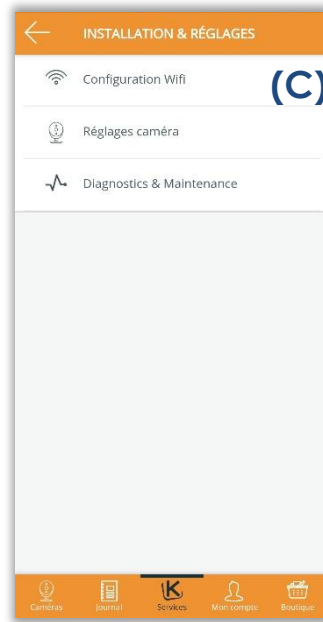 INSTALLATION & RÉGLAGES
Configuration Wifi
(C)
Réglages caméra
Diagnostics & Maintenance
Caméras Journal Services Mon compte Boutique